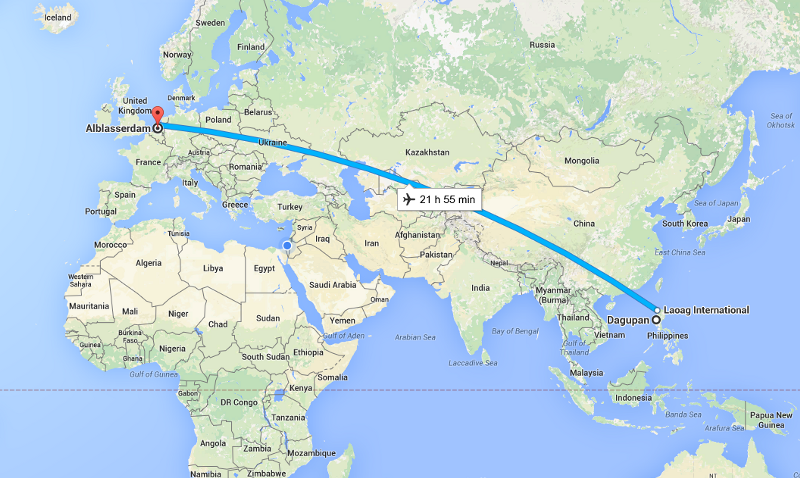 Iceland
Sweden
Finland
Norway
Russia
United
Kingdom
Denmark
Sea of
Okhotsk
Alblasserdam
Poland
Belarus
Ukraine
Kazakhstan
Mongolia
France
Austria
Romania
Italy
Spain
Portugal
Greece
Turkey
21 h 55 min
Sea of Japan
Japan
South Korea
China
East China Sea
Tunisia
Morocco
Syria
Iraq
Iran
Afghanistan
Pakistan
Nepal
Algeria
Libya
Egypt
Western
Sahara
Saudi Arabia
Oman
India
Myanmar
(Burma)
Mauritania
Mali
Niger
Chad
Sudan
Yemen
Laoag International
Dagupan
Thailand
Vietnam
Philippines
Burkina
Faso
Guinea
Ghana
Nigeria
Gulf of Aden
Arabian Sea
Bay of Bengal
Gulf of
Thailand
South Sudan
Ethiopia
Somalia
Laccadive Sea
Malaysia
Gulf of Guinea
Gabon
DR Congo
Kenya
Tanzania
Indonesia
Banda Sea
Arafura Sea
Papua New
Guinea
Angola
Zambia
Mozambique
Namibia
Zimbabwe
NT